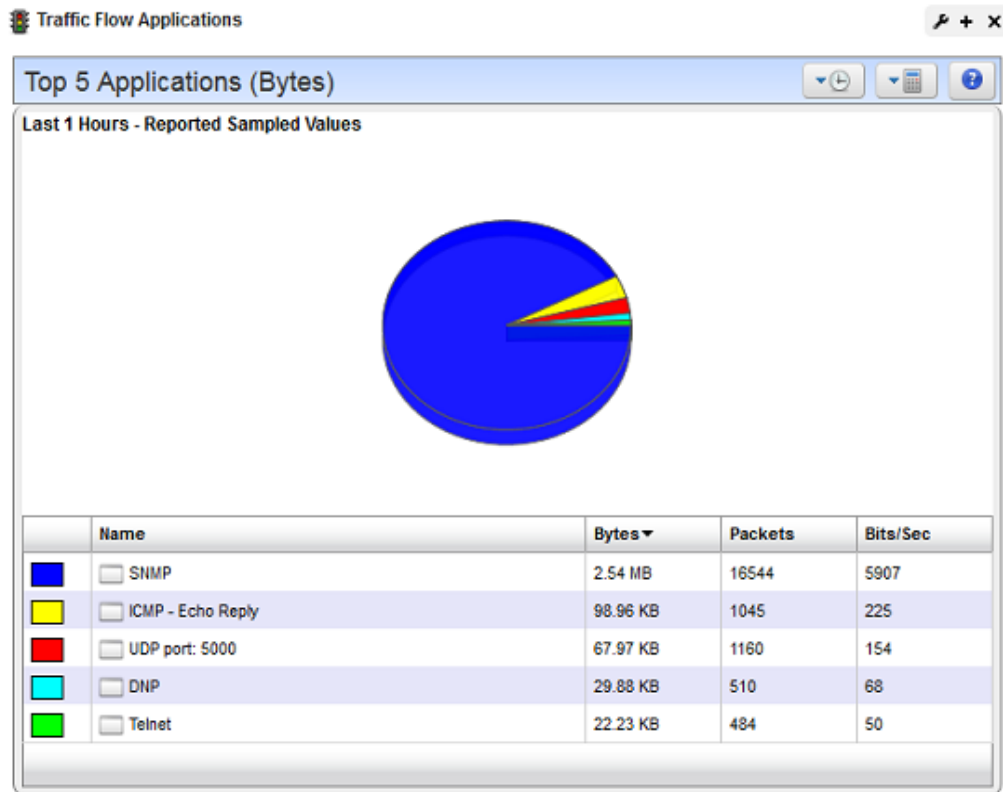 Traffic Flow Applications
Top 5 Applications (Bytes)
Last 1 Hours - Reported Sampled Values
Name Bytes▼ Packets Bits/Sec
SNMP 2.54 MB 16544 5907
ICMP - Echo Reply 98.96 KB 1045 225
UDP port: 5000 67.97 KB 1160 154
DNP 29.88 KB 510 68
Telnet 22.23 KB 484 50